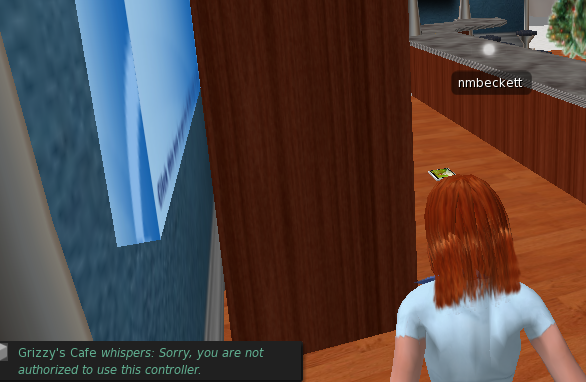 nmbeckett
Grizzy's Cafe whispers: Sorry, you are not
authorized to use this controller.